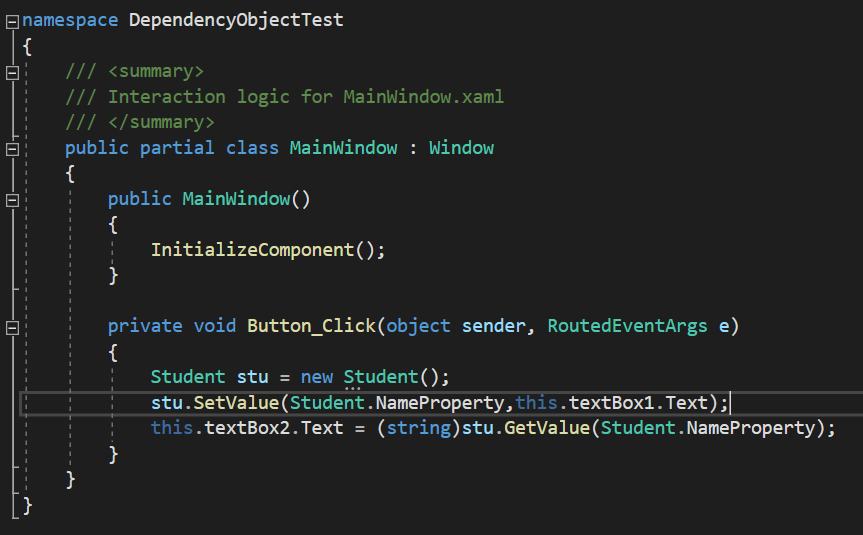 namespace DependencyObjectTest
{
/// <summary>
/// Interaction logic for MainWindow.xaml
/// </summary>
public partial class MainWindow : Window
{
public MainWindow()
{
InitializeComponent();
}
private void Button_Click(object sender, RoutedEventArgs e)
{
Student stu = new Student();
stu.SetValue(Student.NameProperty,this.textBox1.Text);
this.textBox2.Text = (string)stu.GetValue(Student.NameProperty);
}
}
}